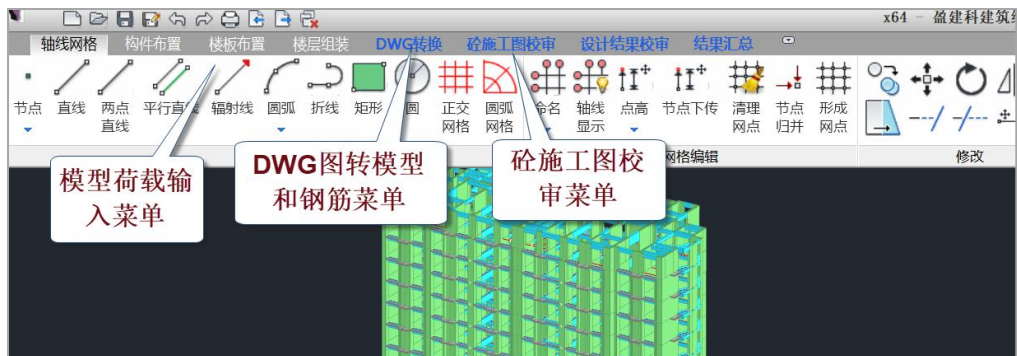 x64 - 盈建科建筑结
轴线网格 构件布置 楼板布置 楼层组装 DWG转换 砼施工图校审 设计结果校审 结果汇总
节点 直线 两点直线 平行直线 辐射线 圆弧 折线 矩形 圆 正交网格 圆弧网格 命名 轴线显示 点高 节点下传 清理网点 节点归并 形成网点
网格编辑 修改
模型荷载输
入菜单
DWG图转模型
和钢筋菜单
砼施工图校
审菜单